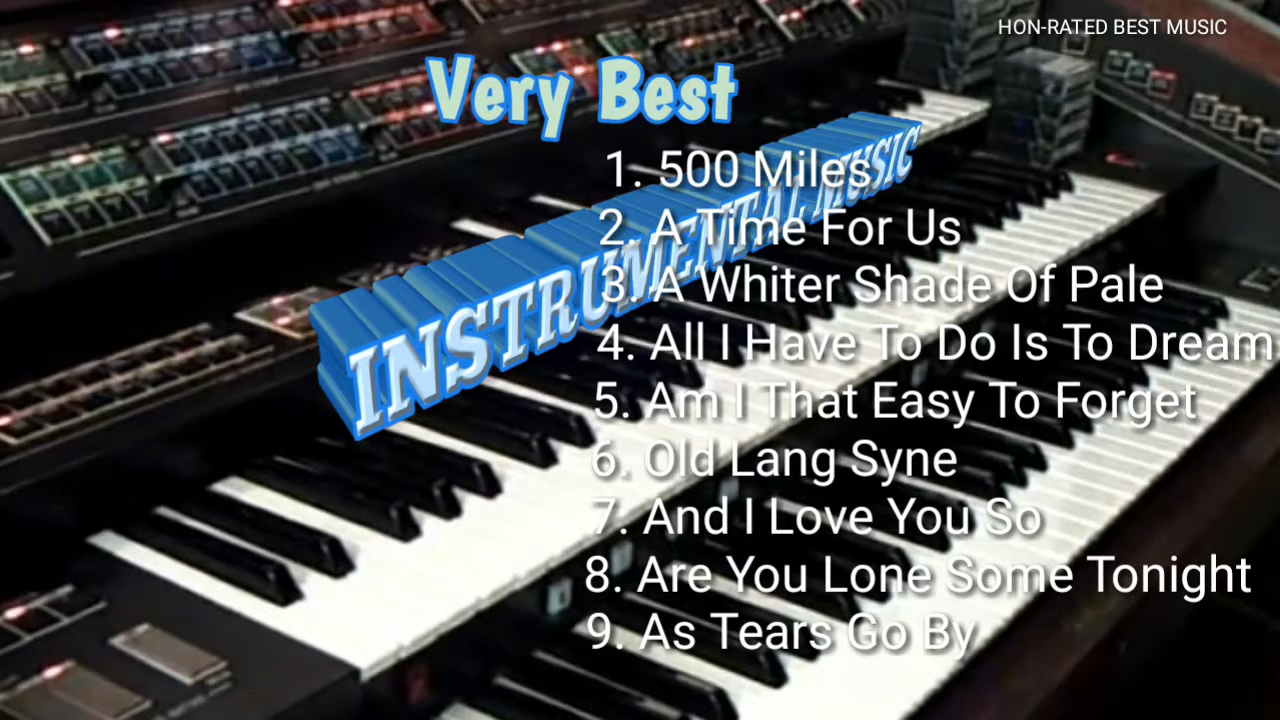 HON-RATED BEST MUSIC
Very Best
INSTRUMENTAL MUSIC
1. 500 Miles
2. A Time For Us
3. A Whiter Shade Of Pale
4. All I Have To Do Is To Dream
5. Am I That Easy To Forget
6. Old Lang Syne
7. And I Love You So
8. Are You Lone Some Tonight
9. As Tears Go By